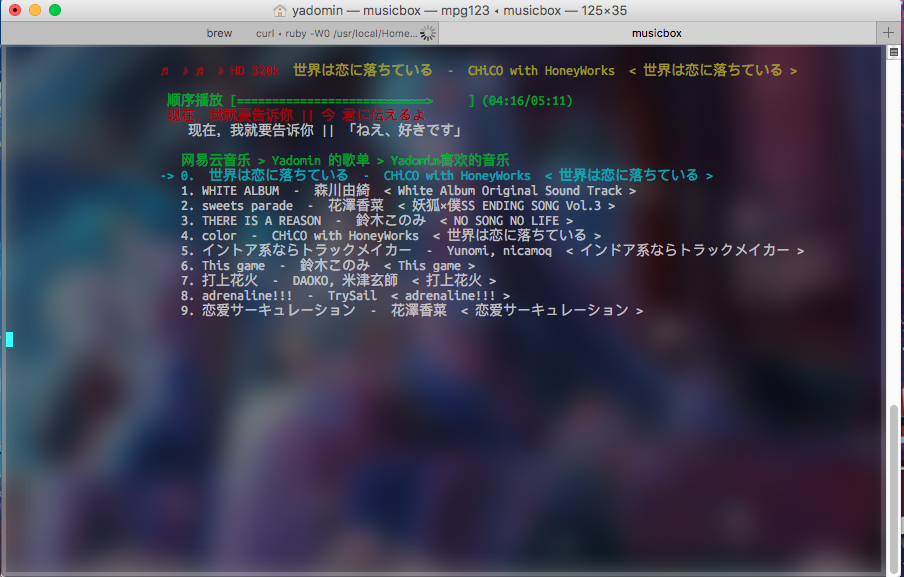 yadomin — musicbox — mpg123 ◂ musicbox — 125×35
brew curl ◂ ruby -W0 /usr/local/Home...
musicbox
♬ ♪ ♬ ♪ HD 320k 世界は恋に落ちている - CHiCO with HoneyWorks < 世界は恋に落ちている >
顺序播放 [===========================> ] (04:16/05:11)
现在，我就要告诉你 || 今 君に伝えるよ
现在，我就要告诉你 || 「ねえ、好きです」
网易云音乐 > Yadomin 的歌单 > Yadomin喜欢的音乐
-> 0. 世界は恋に落ちている - CHiCO with HoneyWorks < 世界は恋に落ちている >
1. WHITE ALBUM - 森川由綺 < White Album Original Sound Track >
2. sweets parade - 花澤香菜 < 妖狐×僕SS ENDING SONG Vol.3 >
3. THERE IS A REASON - 鈴木このみ < NO SONG NO LIFE >
4. color - CHiCO with HoneyWorks < 世界は恋に落ちている >
5. イントア系ならトラックメイカー - Yunomi, nicamoq < インドア系ならトラックメイカー >
6. This game - 鈴木このみ < This game >
7. 打上花火 - DAOKO, 米津玄師 < 打上花火 >
8. adrenaline!!! - TrySail < adrenaline!!! >
9. 恋爱サーキュレーション - 花澤香菜 < 恋爱サーキュレーション >